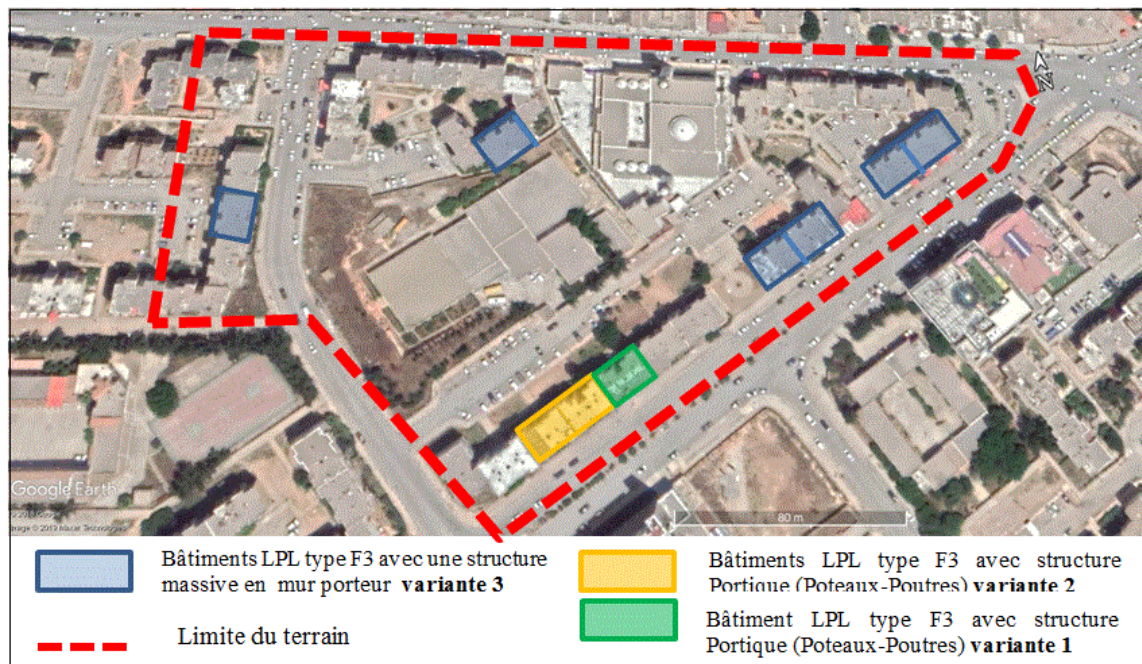 Google Earth
80 m
Bâtiments LPL type F3 avec une structure
massive en mur porteur variante 3
Bâtiments LPL type F3 avec structure
Portique (Poteaux-Poutres) variante 2
Limite du terrain
Bâtiment LPL type F3 avec structure
Portique (Poteaux-Poutres) variante 1